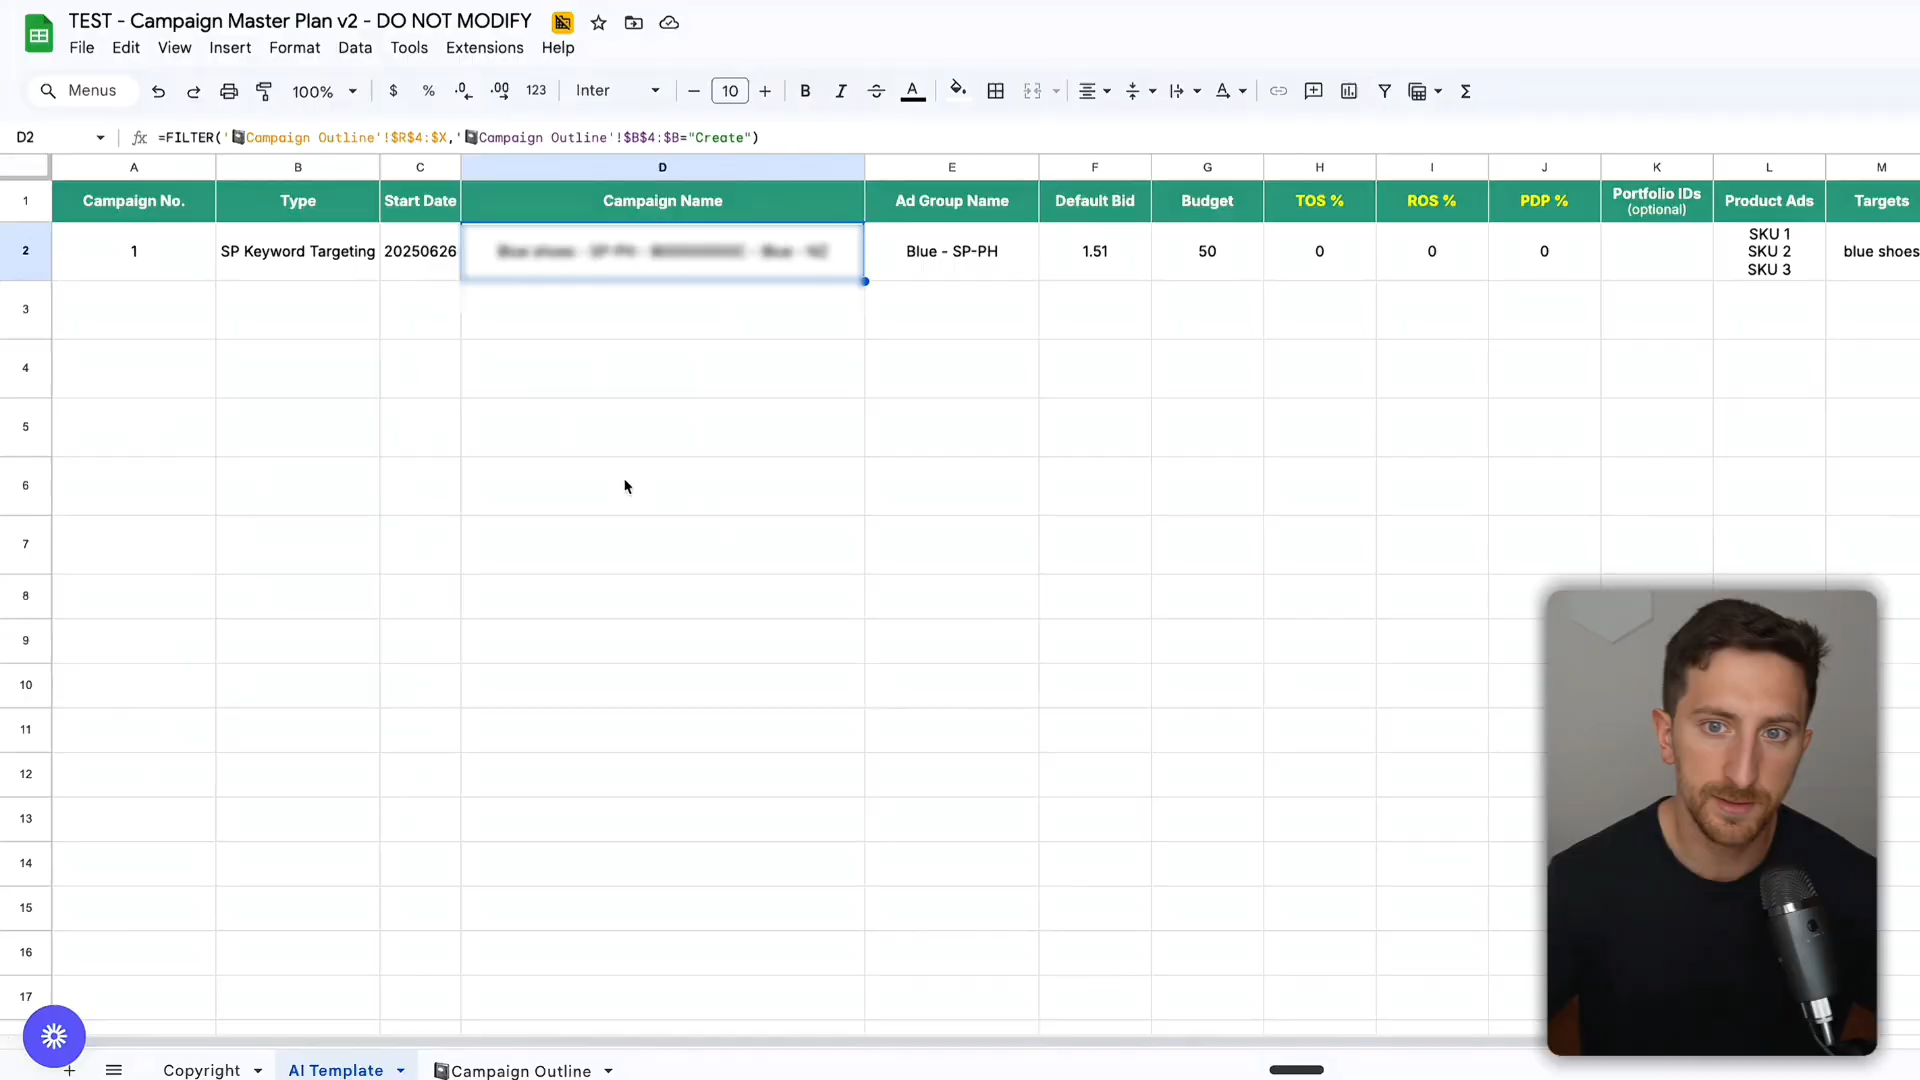 TEST - Campaign Master Plan v2 - DO NOT MODIFY
File Edit View Insert Format Data Tools Extensions Help
Menus 100% $ % .0 .00 123 Inter 10 B I A
D2 fx =FILTER('📓Campaign Outline'!$R$4:$X,'📓Campaign Outline'!$B$4:$B="Create")
A B C D E F G H I J K L M
1 Campaign No. Type Start Date Campaign Name Ad Group Name Default Bid Budget TOS % ROS % PDP % Portfolio IDs (optional) Product Ads Targets
2 1 SP Keyword Targeting 20250626 Blue - SP-PH 1.51 50 0 0 0 SKU 1 SKU 2 SKU 3 blue shoes
3
4
5
6
7
8
9
10
11
12
13
14
15
16
17
Copyright AI Template 📓Campaign Outline